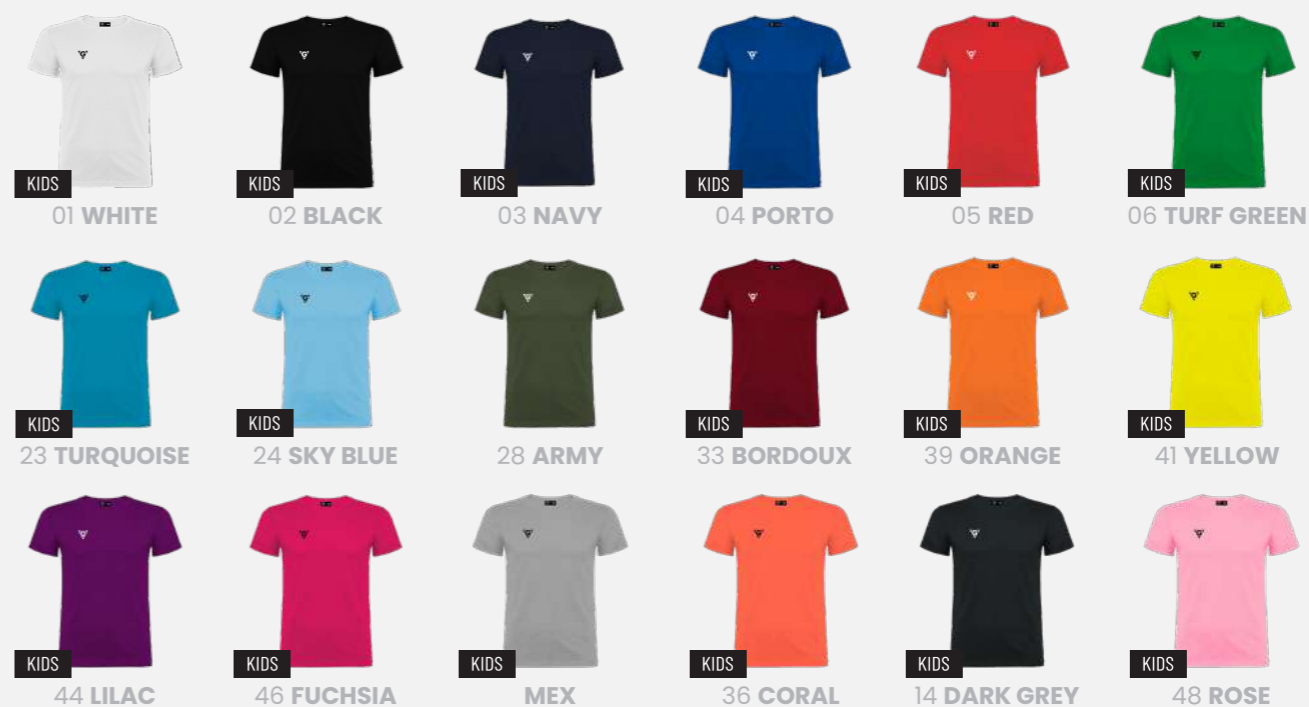 KIDS KIDS KIDS KIDS KIDS KIDS
01 WHITE 02 BLACK 03 NAVY 04 PORTO 05 RED 06 TURF GREEN
KIDS KIDS KIDS KIDS KIDS
23 TURQUOISE 24 SKY BLUE 28 ARMY 33 BORDOUX 39 ORANGE 41 YELLOW
KIDS KIDS KIDS KIDS KIDS KIDS
44 LILAC 46 FUCHSIA MEX 36 CORAL 14 DARK GREY 48 ROSE